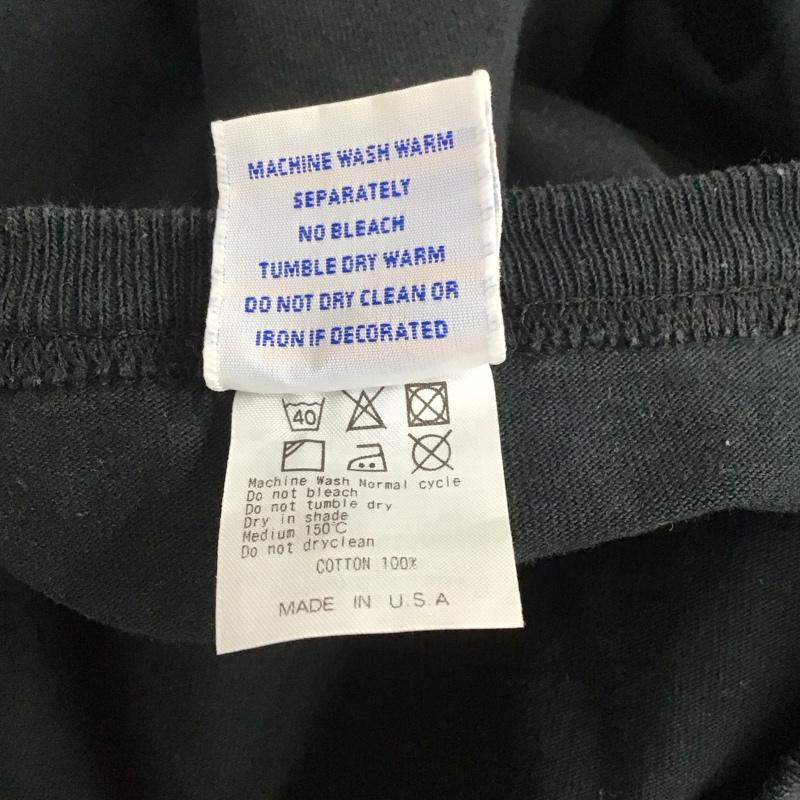 MACHINE WASH WARM
SEPARATELY
NO BLEACH
TUMBLE DRY WARM
DO NOT DRY CLEAN OR
IRON IF DECORATED
40
Machine Wash Normal cycle
Do not bleach
Do not tumble dry
Dry in shade
Medium 150℃
Do not dryclean
COTTON 100%
MADE IN U.S.A